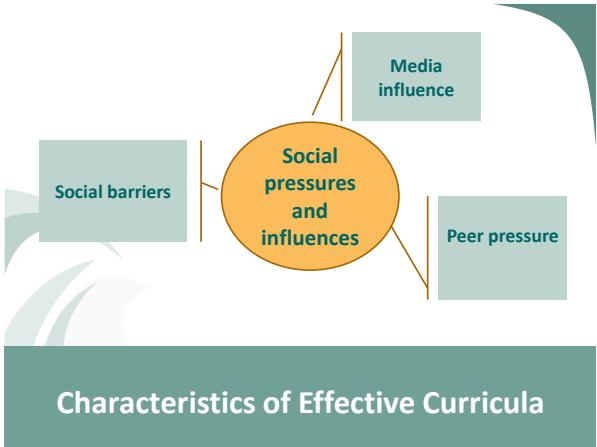 Media
influence
Social
pressures
and
influences
Social barriers
Peer pressure
Characteristics of Effective Curricula